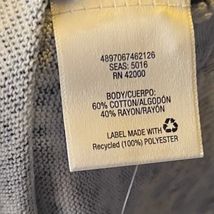 4897067462126
SEAS: 5016
RN 42000
BODY/CUERPO:
60% COTTON/ALGODÓN
40% RAYON/RAYÓN
LABEL MADE WITH
Recycled (100%) POLYESTER